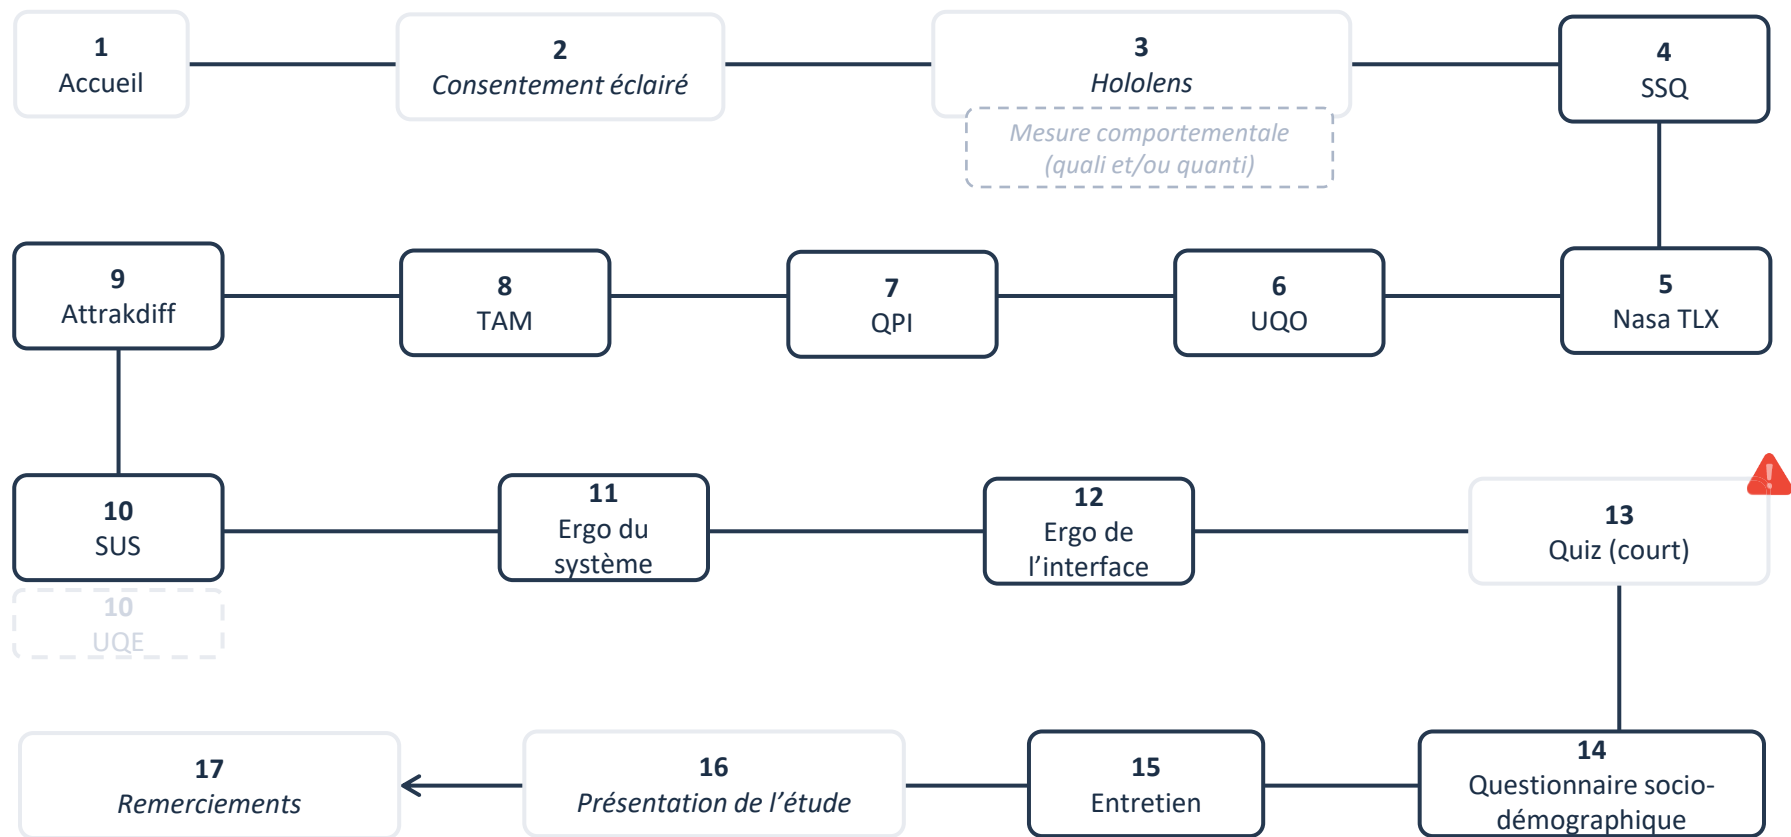 1
Accueil
2
Consentement éclairé
3
Hololens
Mesure comportementale
(quali et/ou quanti)
4
SSQ
5
Nasa TLX
6
UQO
7
QPI
8
TAM
9
Attrakdiff
10
SUS
10
UQE
11
Ergo du
système
12
Ergo de
l’interface
13
Quiz (court)
!
14
Questionnaire socio-
démographique
15
Entretien
16
Présentation de l’étude
17
Remerciements